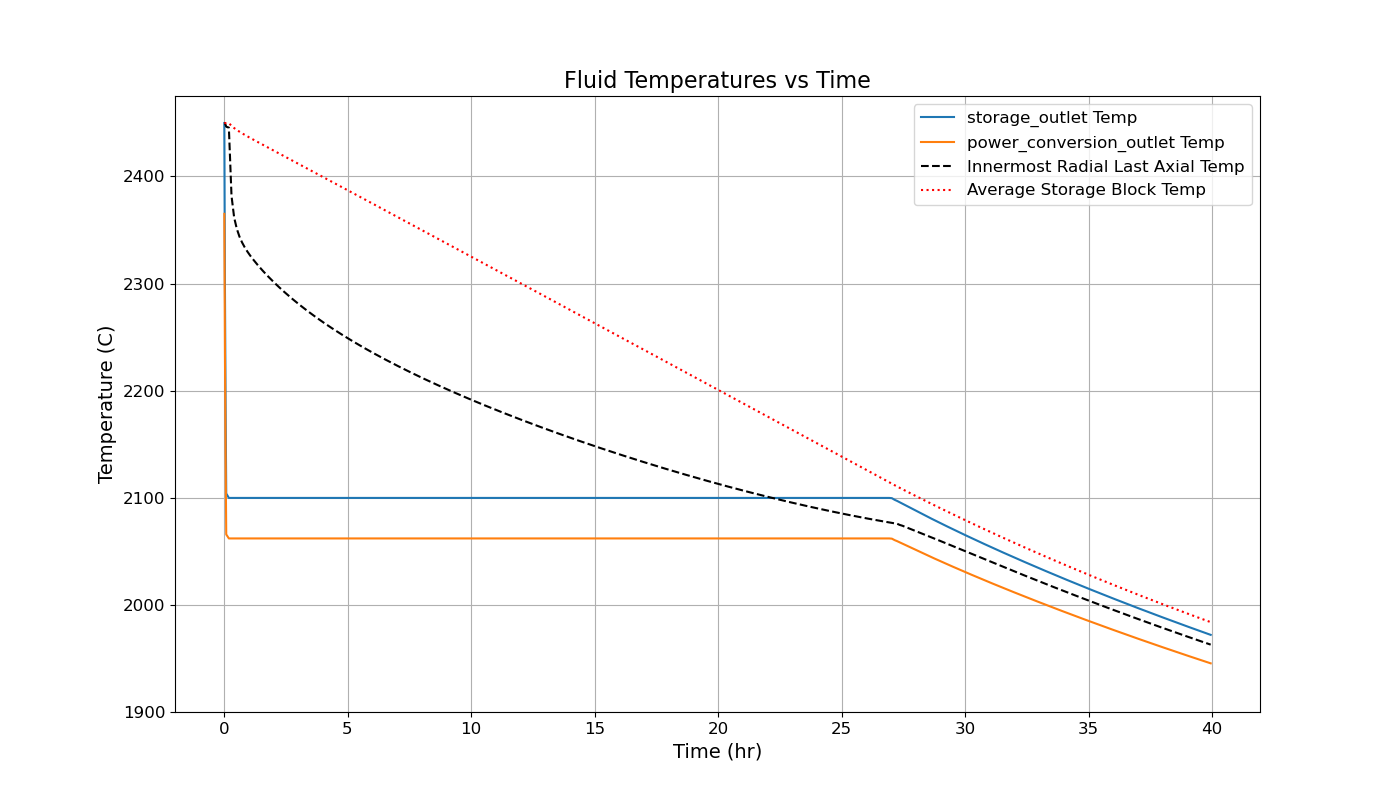 Fluid Temperatures vs Time
storage_outlet Temp
power_conversion_outlet Temp
Innermost Radial Last Axial Temp
Average Storage Block Temp
Temperature (C)
2400
2300
2200
2100
2000
1900
0 5 10 15 20 25 30 35 40
Time (hr)